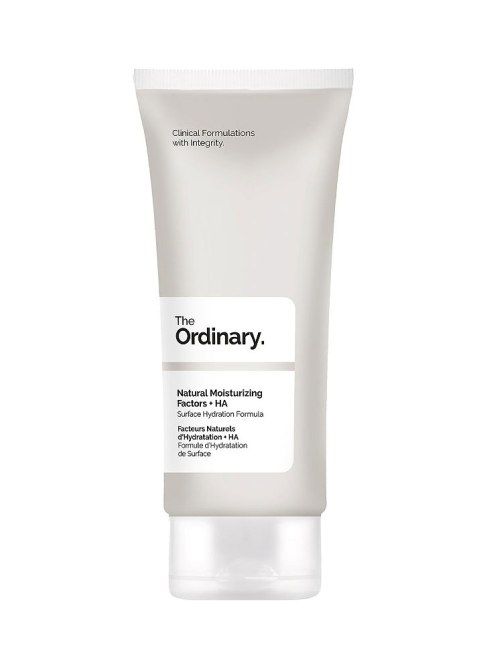 Clinical Formulations
with Integrity.
The
Ordinary.
Natural Moisturizing
Factors + HA
Surface Hydration Formula
Facteurs Naturels
d'Hydratation + HA
Formule d'Hydratation
de Surface